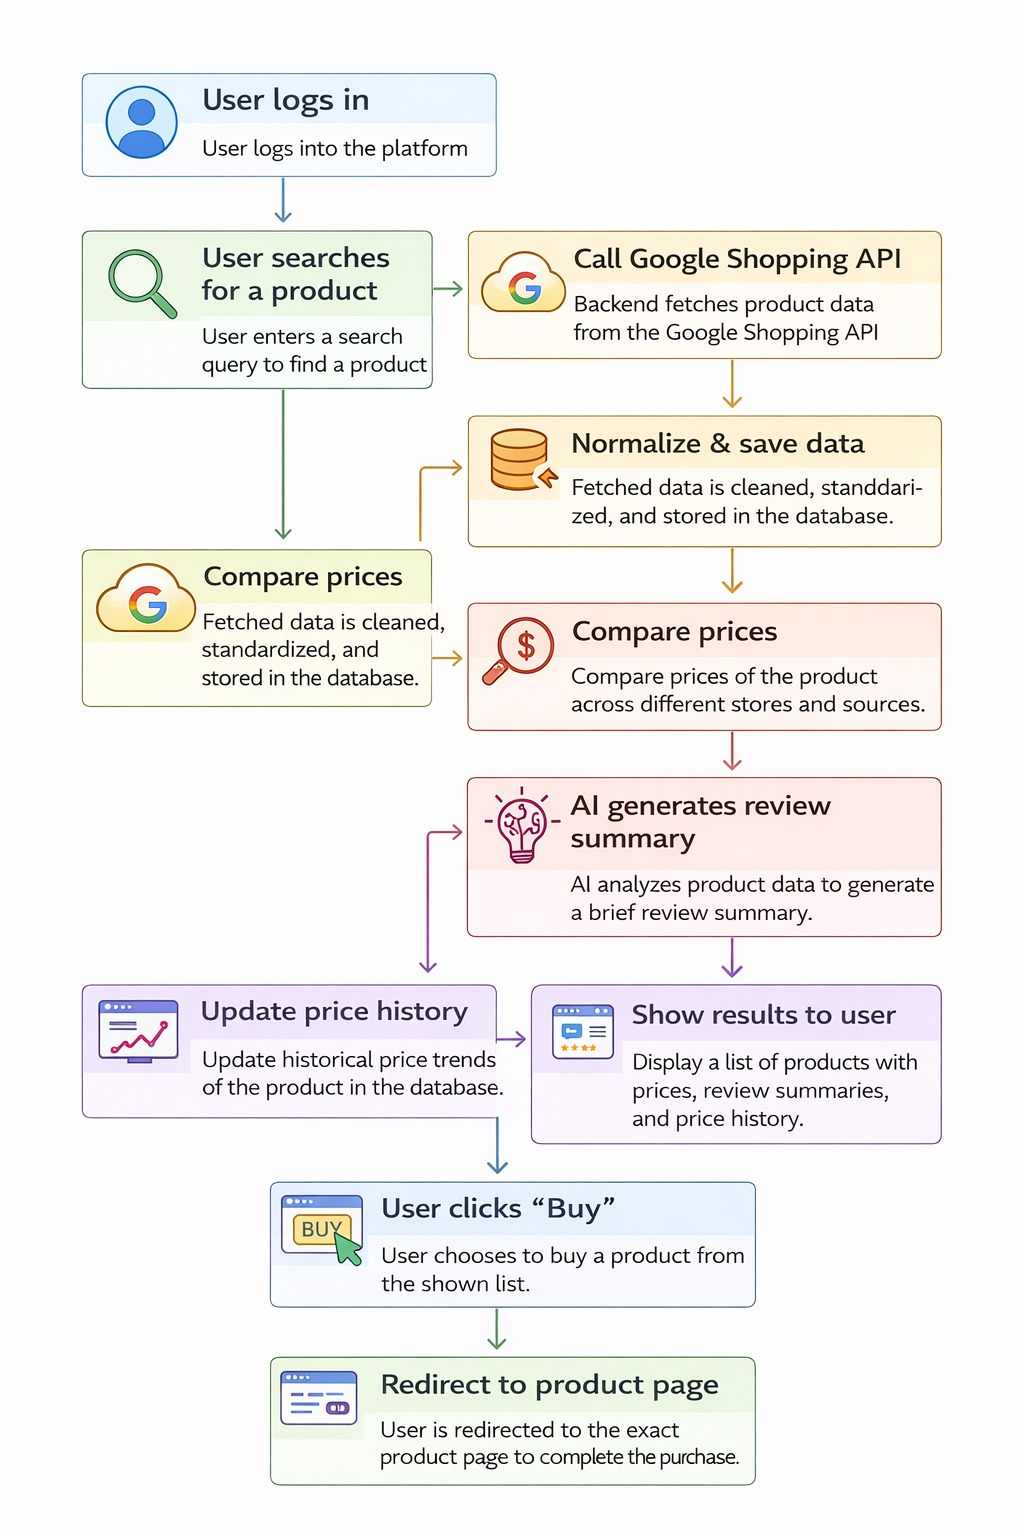 User logs in
User logs into the platform
User searches
for a product
User enters a search
query to find a product
Call Google Shopping API
Backend fetches product data
from the Google Shopping API
Normalize & save data
Fetched data is cleaned, standdari-
zed, and stored in the database.
Compare prices
Fetched data is cleaned,
standardized, and
stored in the database.
Compare prices
Compare prices of the product
across different stores and sources.
AI generates review
summary
AI analyzes product data to generate
a brief review summary.
Update price history
Update historical price trends
of the product in the database.
Show results to user
Display a list of products with
prices, review summaries,
and price history.
BUY
User clicks “Buy”
User chooses to buy a product from
the shown list.
Redirect to product page
User is redirected to the exact
product page to complete the purchase.